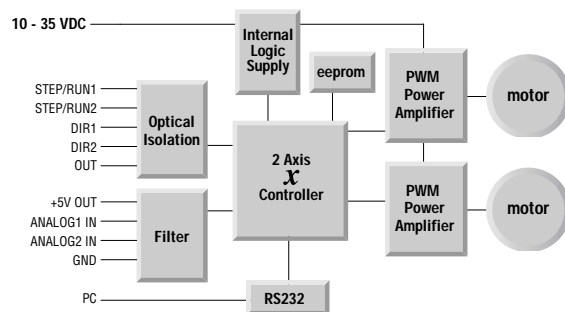 10 - 35 VDC
Internal
Logic
Supply
eeprom
PWM
Power
Amplifier
motor
STEP/RUN1
STEP/RUN2
DIR1
DIR2
OUT
Optical
Isolation
2 Axis
x
Controller
PWM
Power
Amplifier
motor
+5V OUT
ANALOG1 IN
ANALOG2 IN
GND
Filter
PC
RS232